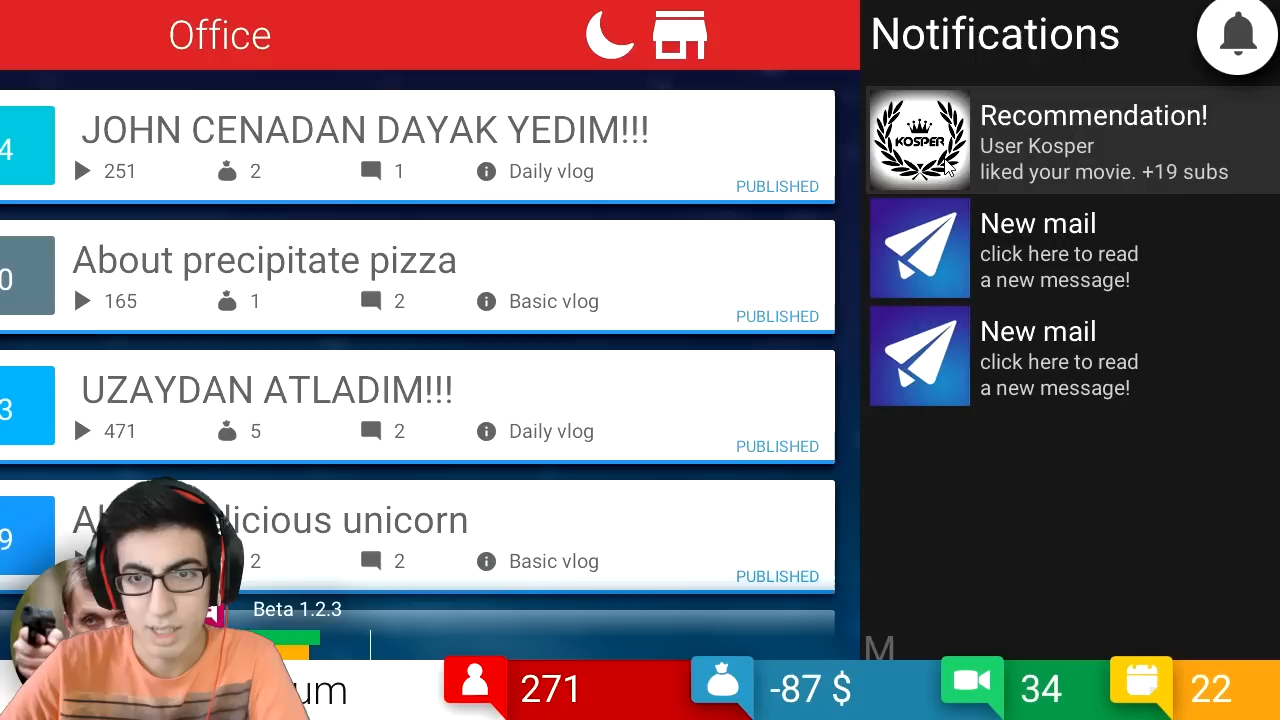 Office
Notifications
4
JOHN CENADAN DAYAK YEDIM!!!
251 2 1 Daily vlog
PUBLISHED
0
About precipitate pizza
165 1 2 Basic vlog
PUBLISHED
3
UZAYDAN ATLADIM!!!
471 5 2 Daily vlog
PUBLISHED
9
licious unicorn
2 2 Basic vlog
PUBLISHED
KOSPER
Recommendation!
User Kosper
liked your movie. +19 subs
New mail
click here to read
a new message!
New mail
click here to read
a new message!
Beta 1.2.3
M
um
271
-87 $
34
22